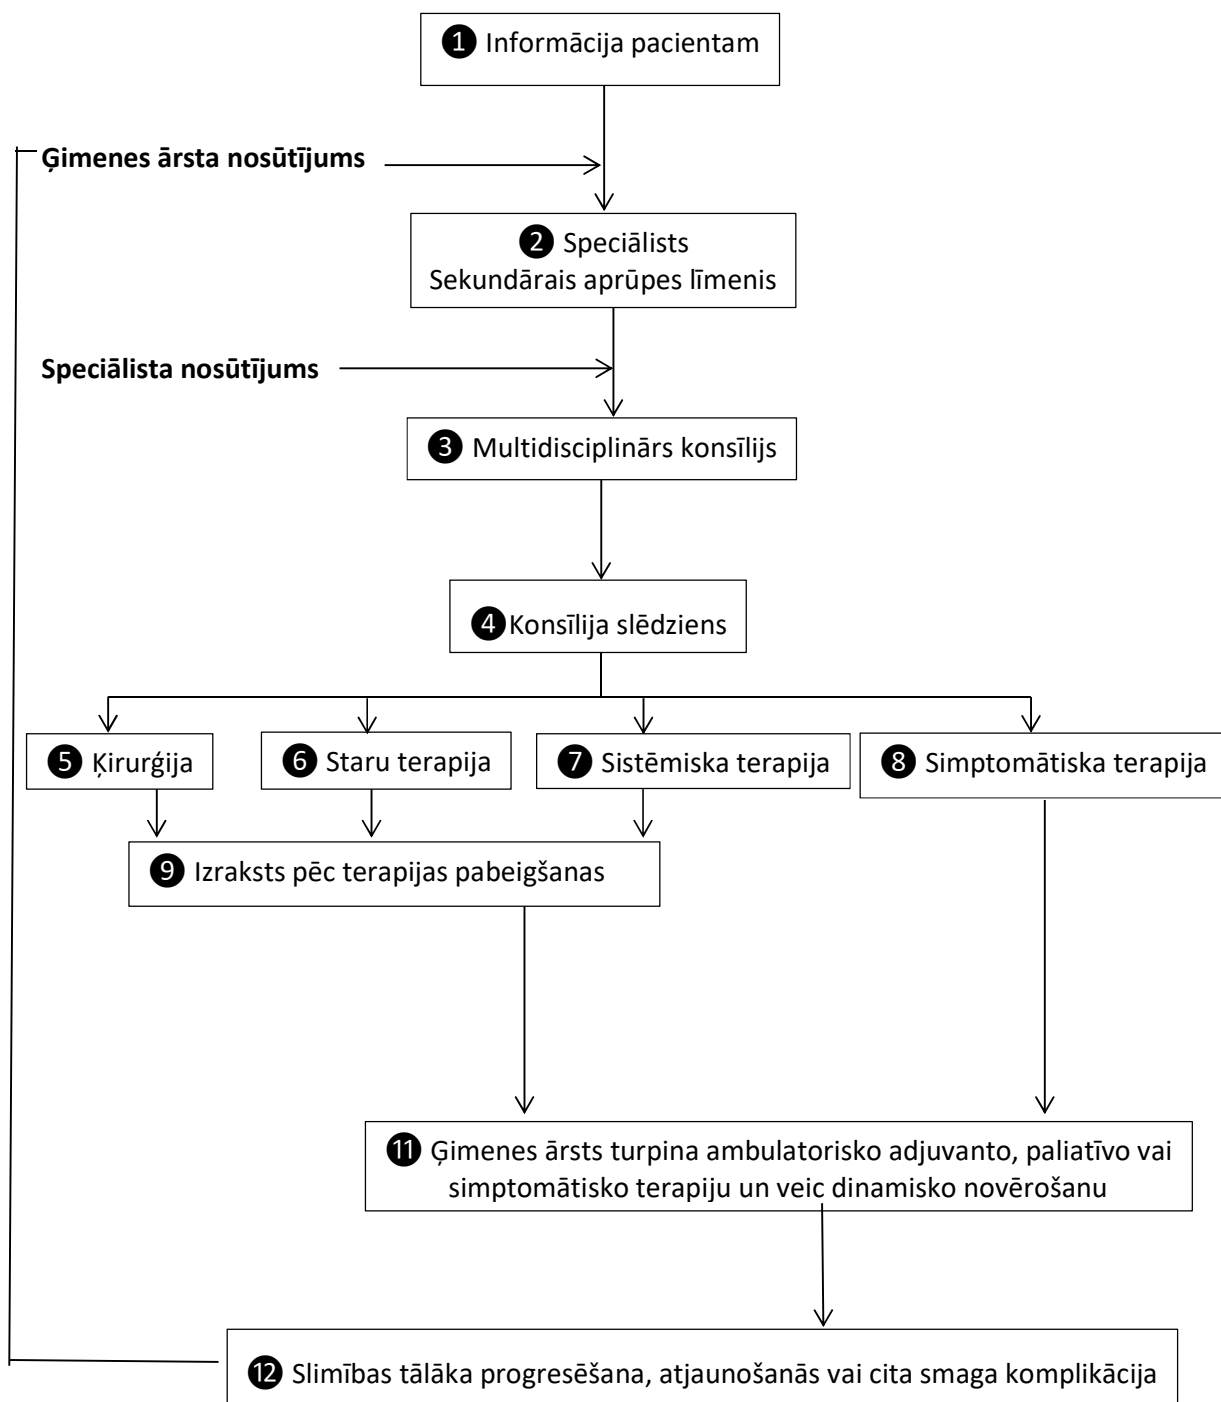 ❶ Informācija pacientam
Ģimenes ārsta nosūtījums
❷ Speciālists
Sekundārais aprūpes līmenis
Speciālista nosūtījums
❸ Multidisciplinārs konsīlijs
❹ Konsīlija slēdziens
❺ Ķirurģija
❻ Staru terapija
❼ Sistēmiska terapija
❽ Simptomātiska terapija
❾ Izraksts pēc terapijas pabeigšanas
⓫ Ģimenes ārsts turpina ambulatorisko adjuvanto, paliatīvo vai
simptomātisko terapiju un veic dinamisko novērošanu
⓬ Slimības tālāka progresēšana, atjaunošanās vai cita smaga komplikācija